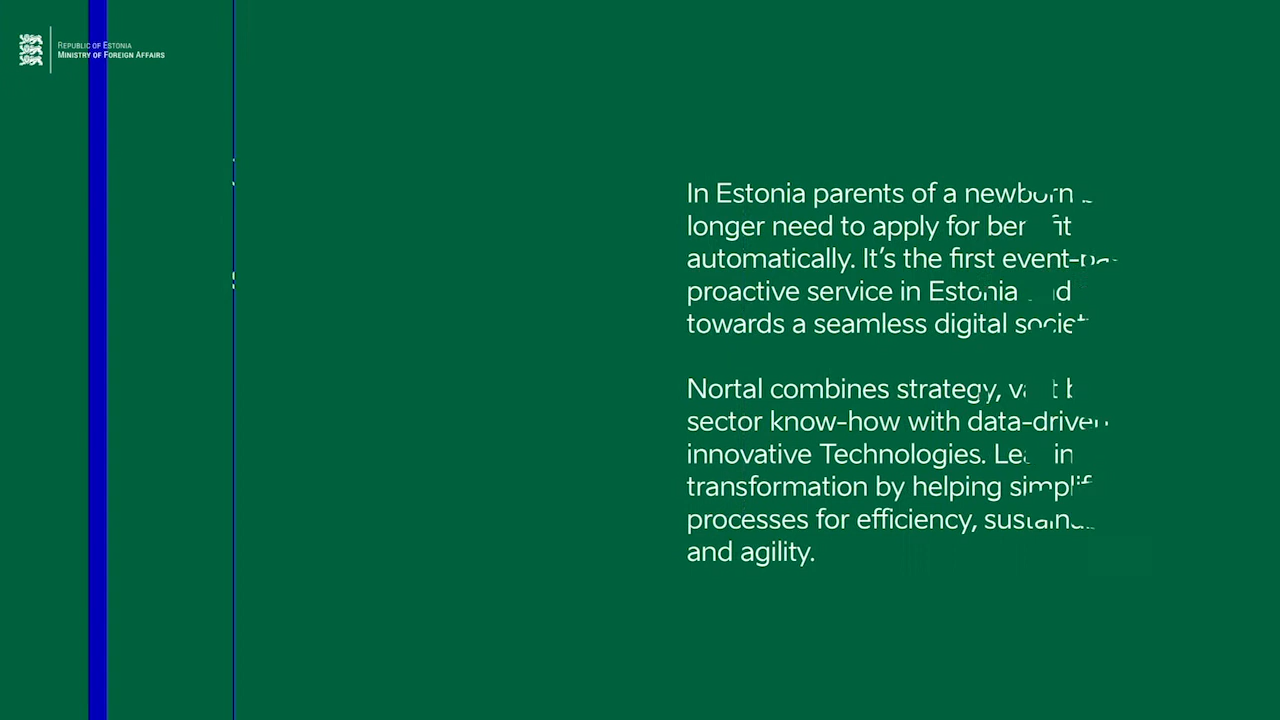 Republic of Estonia
Ministry of Foreign Affairs
In Estonia parents of a newborn
longer need to apply for
automatically. It’s the first
proactive service in Estonia
towards a seamless digital
Nortal combines strategy,
sector know-how with data-driven
innovative Technologies.
transformation by helping
processes for efficiency,
and agility.